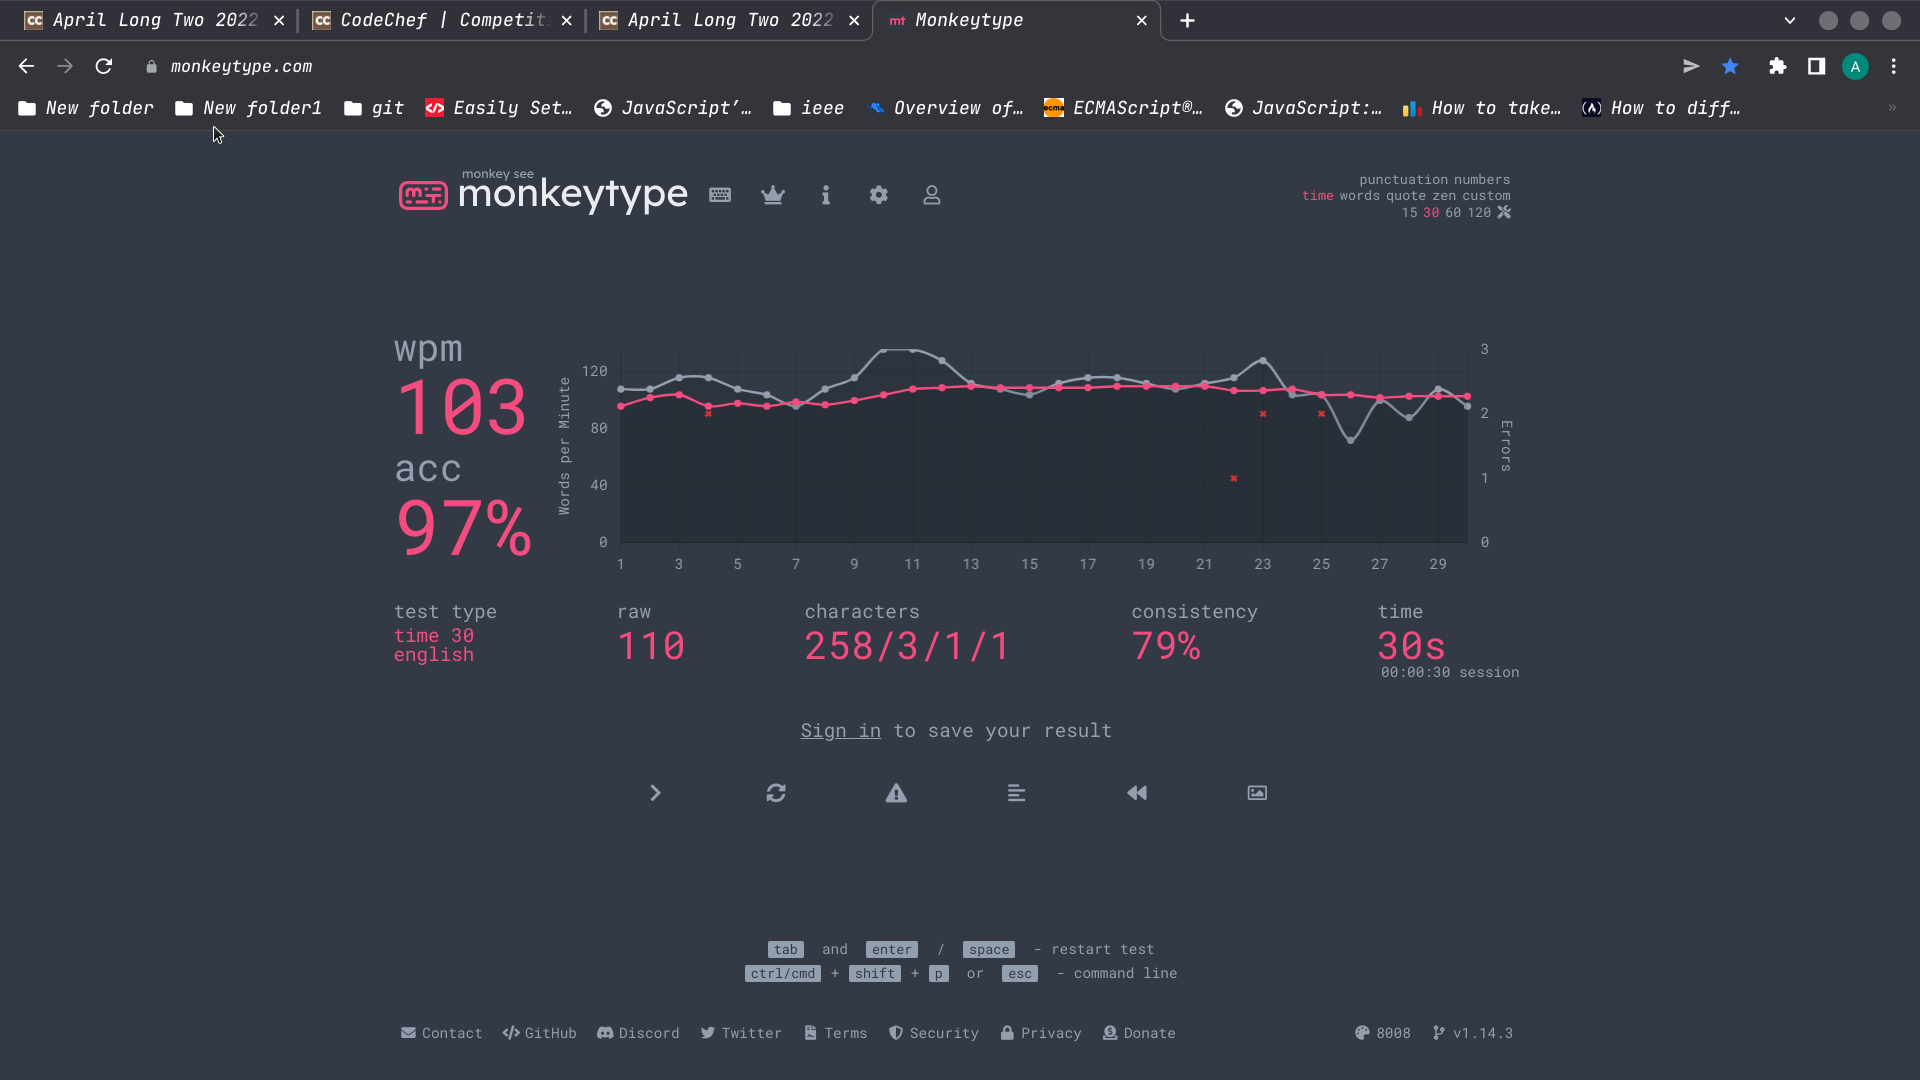 April Long Two 2022
CodeChef | Competit
April Long Two 2022
mt Monkeytype
monkeytype.com
A
New folder
New folder1
git
Easily Set…
JavaScript'…
ieee
Overview of…
ecma ECMAScript®…
JavaScript:…
How to take…
How to diff…
monkey see
monkeytype
punctuation numbers
time words quote zen custom
15 30 60 120
wpm
103
acc
97%
Words per Minute
120
80
40
0
3
2
1
0
Errors
1 3 5 7 9 11 13 15 17 19 21 23 25 27 29
test type
time 30
english
raw
110
characters
258/3/1/1
consistency
79%
time
30s
00:00:30 session
Sign in to save your result
tab and enter / space - restart test
ctrl/cmd + shift + p or esc - command line
Contact GitHub Discord Twitter Terms Security Privacy Donate 8008 v1.14.3